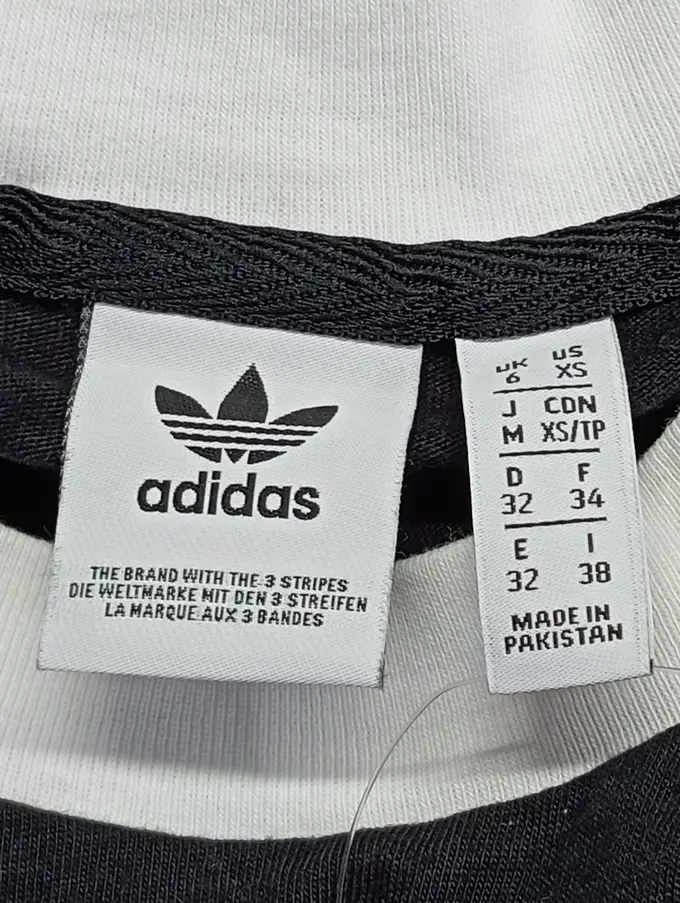 adidas
THE BRAND WITH THE 3 STRIPES
DIE WELTMARKE MIT DEN 3 STREIFEN
LA MARQUE AUX 3 BANDES
UK US
6 XS
J CDN
M XS/TP
D F
32 34
E I
32 38
MADE IN
PAKISTAN